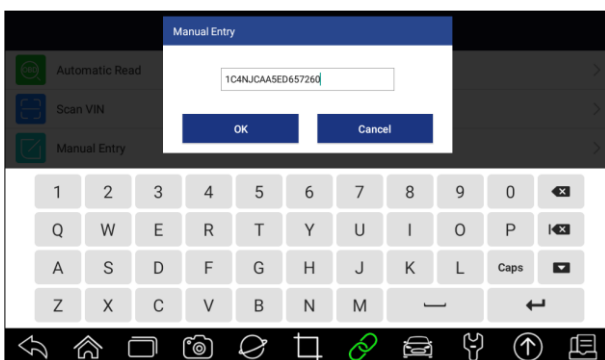 Manual Entry
Automatic Read
1C4NJCAA5ED657260
Scan VIN
OK Cancel
Manual Entry
1 2 3 4 5 6 7 8 9 0
Q W E R T Y U I O P
A S D F G H J K L Caps
Z X C V B N M